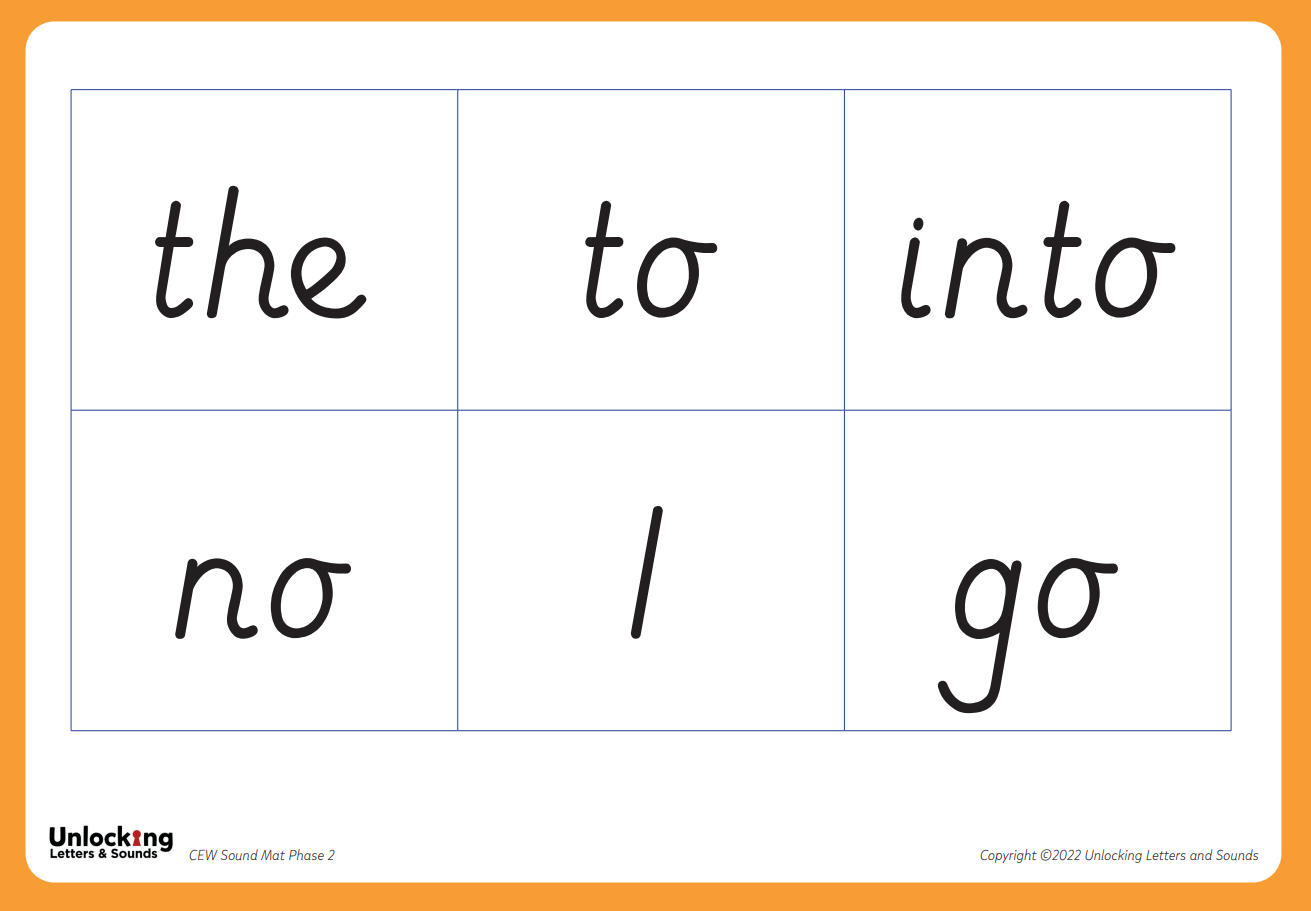 the to into
no I go
Unlocking
Letters & Sounds
CEW Sound Mat Phase 2
Copyright ©2022 Unlocking Letters and Sounds